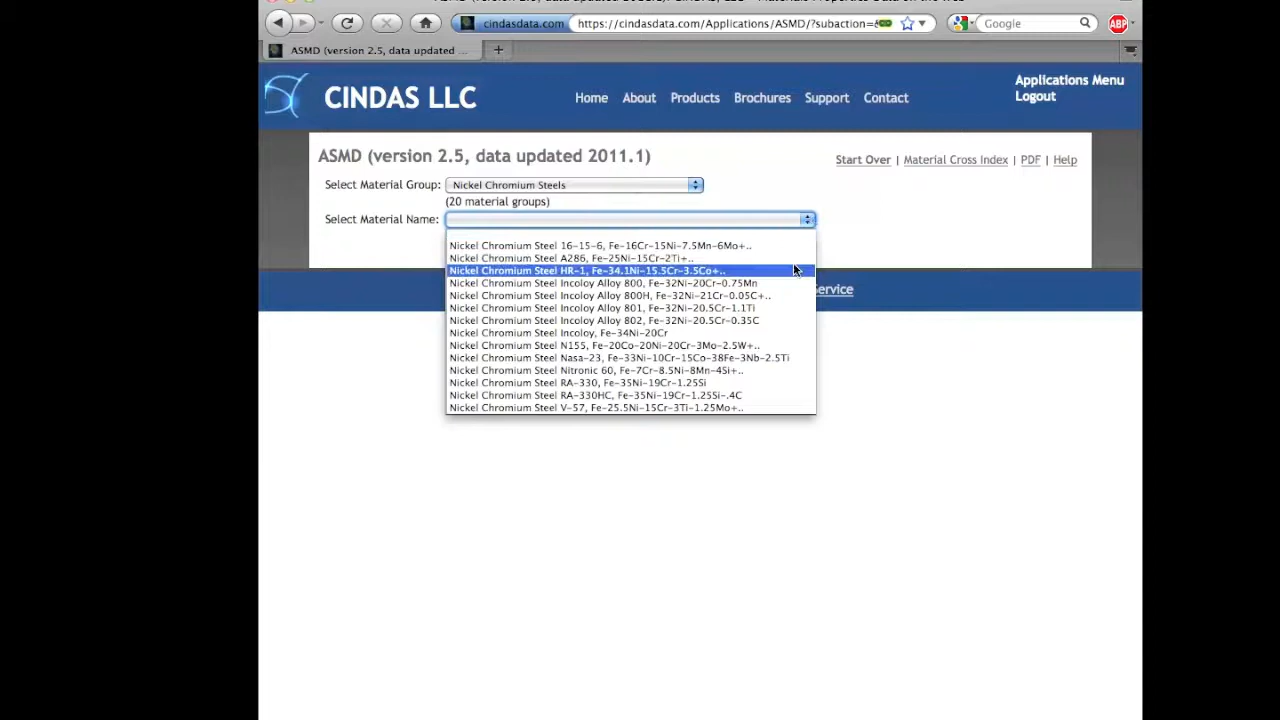 cindasdata.com https://cindasdata.com/Applications/ASMD/?subaction= Google ABP
ASMD (version 2.5, data updated ... +
CINDAS LLC Home About Products Brochures Support Contact Applications Menu
Logout
ASMD (version 2.5, data updated 2011.1) Start Over | Material Cross Index | PDF | Help
Select Material Group: Nickel Chromium Steels
(20 material groups)
Select Material Name:
Nickel Chromium Steel 16-15-6, Fe-16Cr-15Ni-7.5Mn-6Mo+..
Nickel Chromium Steel A286, Fe-25Ni-15Cr-2Ti+..
Nickel Chromium Steel HR-1, Fe-34.1Ni-15.5Cr-3.5Co+..
Nickel Chromium Steel Incoloy Alloy 800, Fe-32Ni-20Cr-0.75Mn
Service
Nickel Chromium Steel Incoloy Alloy 800H, Fe-32Ni-21Cr-0.05C+..
Nickel Chromium Steel Incoloy Alloy 801, Fe-32Ni-20.5Cr-1.1Ti
Nickel Chromium Steel Incoloy Alloy 802, Fe-32Ni-20.5Cr-0.35C
Nickel Chromium Steel Incoloy, Fe-34Ni-20Cr
Nickel Chromium Steel N155, Fe-20Co-20Ni-20Cr-3Mo-2.5W+..
Nickel Chromium Steel Nasa-23, Fe-33Ni-10Cr-15Co-38Fe-3Nb-2.5Ti
Nickel Chromium Steel Nitronic 60, Fe-7Cr-8.5Ni-8Mn-4Si+..
Nickel Chromium Steel RA-330, Fe-35Ni-19Cr-1.25Si
Nickel Chromium Steel RA-330HC, Fe-35Ni-19Cr-1.25Si-.4C
Nickel Chromium Steel V-57, Fe-25.5Ni-15Cr-3Ti-1.25Mo+..